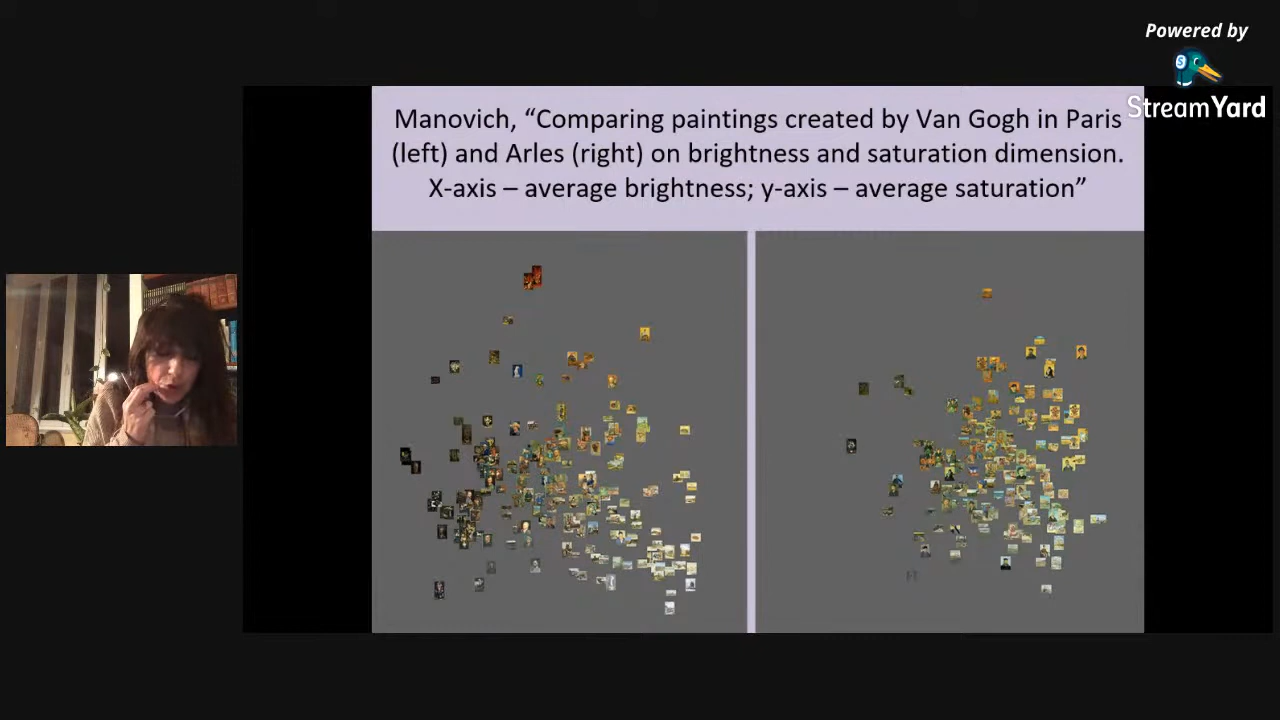 Powered by
StreamYard
Manovich, “Comparing paintings created by Van Gogh in Paris
(left) and Arles (right) on brightness and saturation dimension.
X-axis – average brightness; y-axis – average saturation”